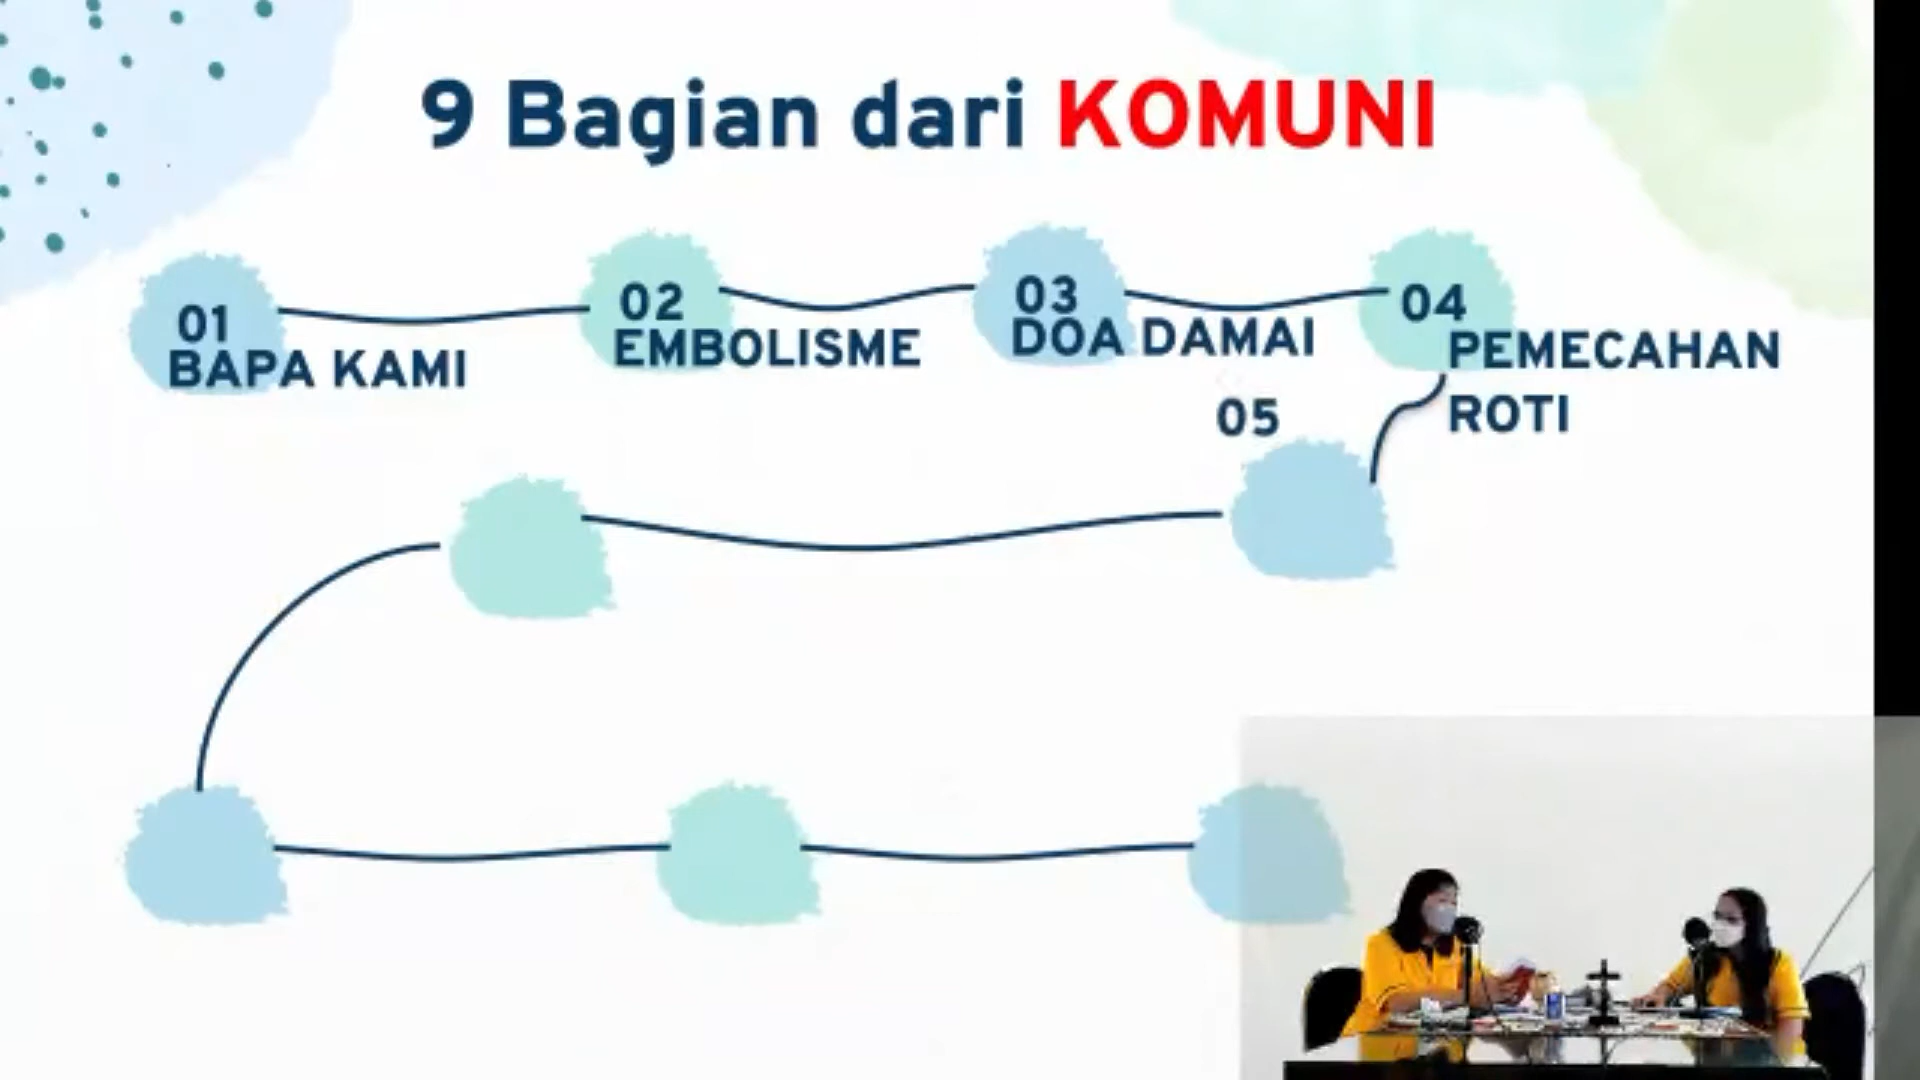 9 Bagian dari KOMUNI
01
BAPA KAMI
02
EMBOLISME
03
DOA DAMAI
04
PEMECAHAN
ROTI
05